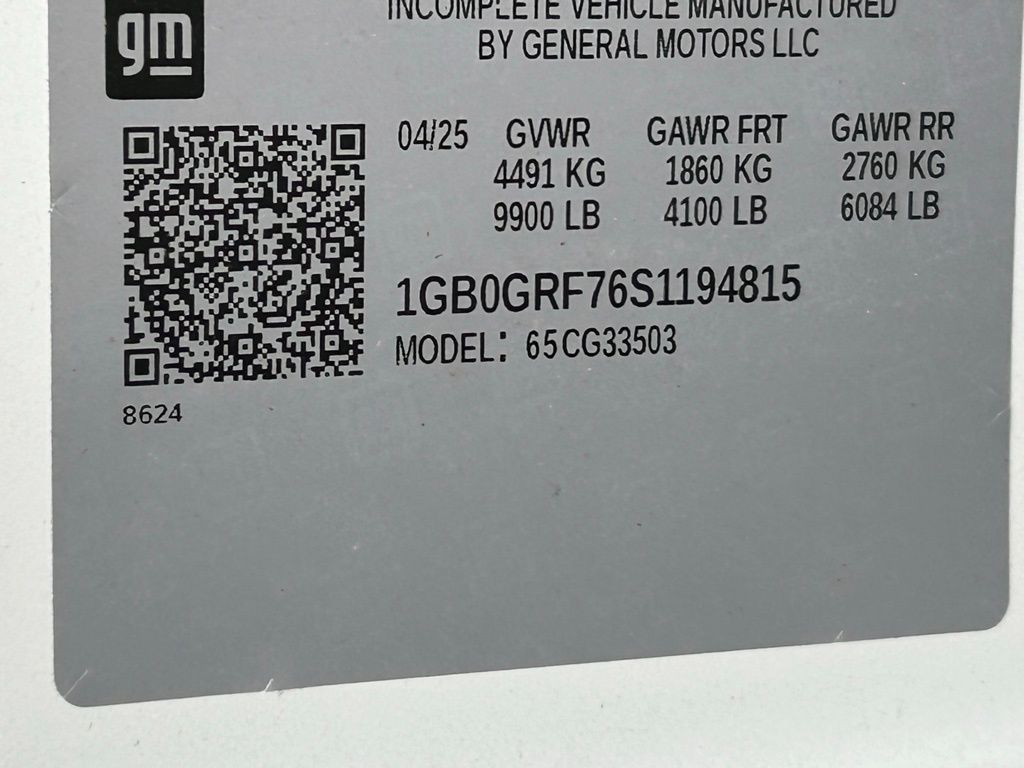 gm
INCOMPLETE VEHICLE MANUFACTURED
BY GENERAL MOTORS LLC
04/25 GVWR GAWR FRT GAWR RR
4491 KG 1860 KG 2760 KG
9900 LB 4100 LB 6084 LB
1GB0GRF76S1194815
MODEL: 65CG33503
8624